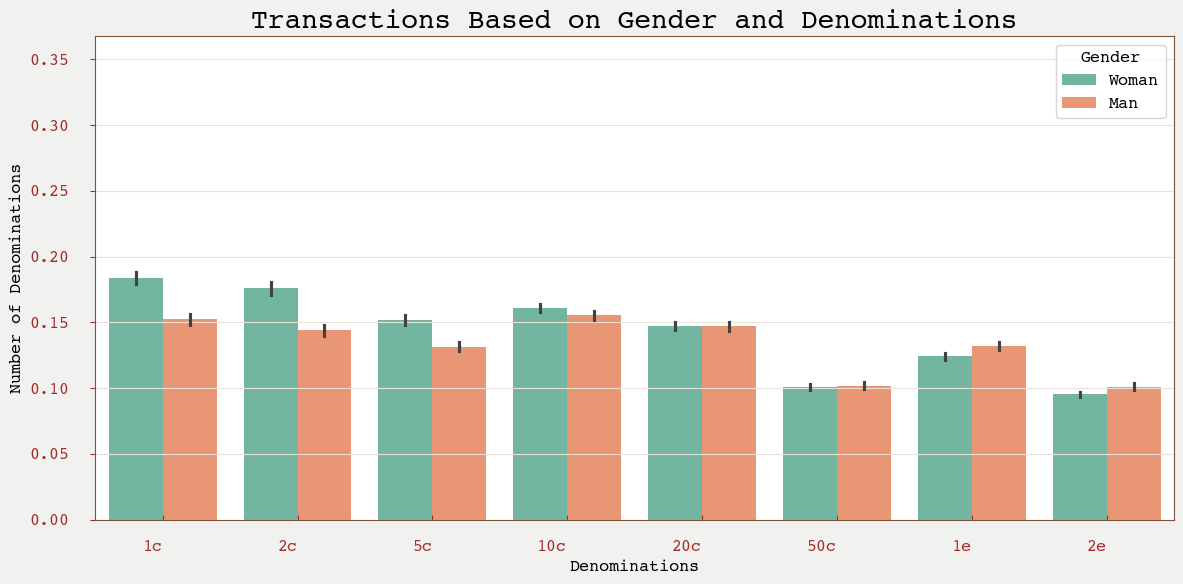 Transactions Based on Gender and Denominations
Gender
Woman
Man
Number of Denominations
0.35
0.30
0.25
0.20
0.15
0.10
0.05
0.00
1c 2c 5c 10c 20c 50c 1e 2e
Denominations